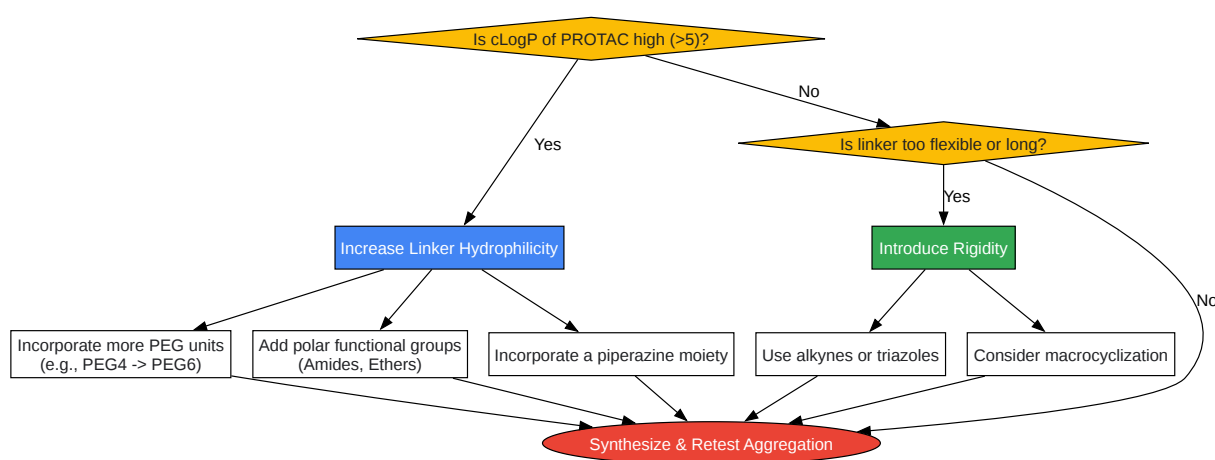 Is cLogP of PROTAC high (>5)?
No
Is linker too flexible or long?
Yes
Yes
Increase Linker Hydrophilicity
Introduce Rigidity
No
Incorporate more PEG units
(e.g., PEG4 -> PEG6)
Add polar functional groups
(Amides, Ethers)
Incorporate a piperazine moiety
Use alkynes or triazoles
Consider macrocyclization
Synthesize & Retest Aggregation